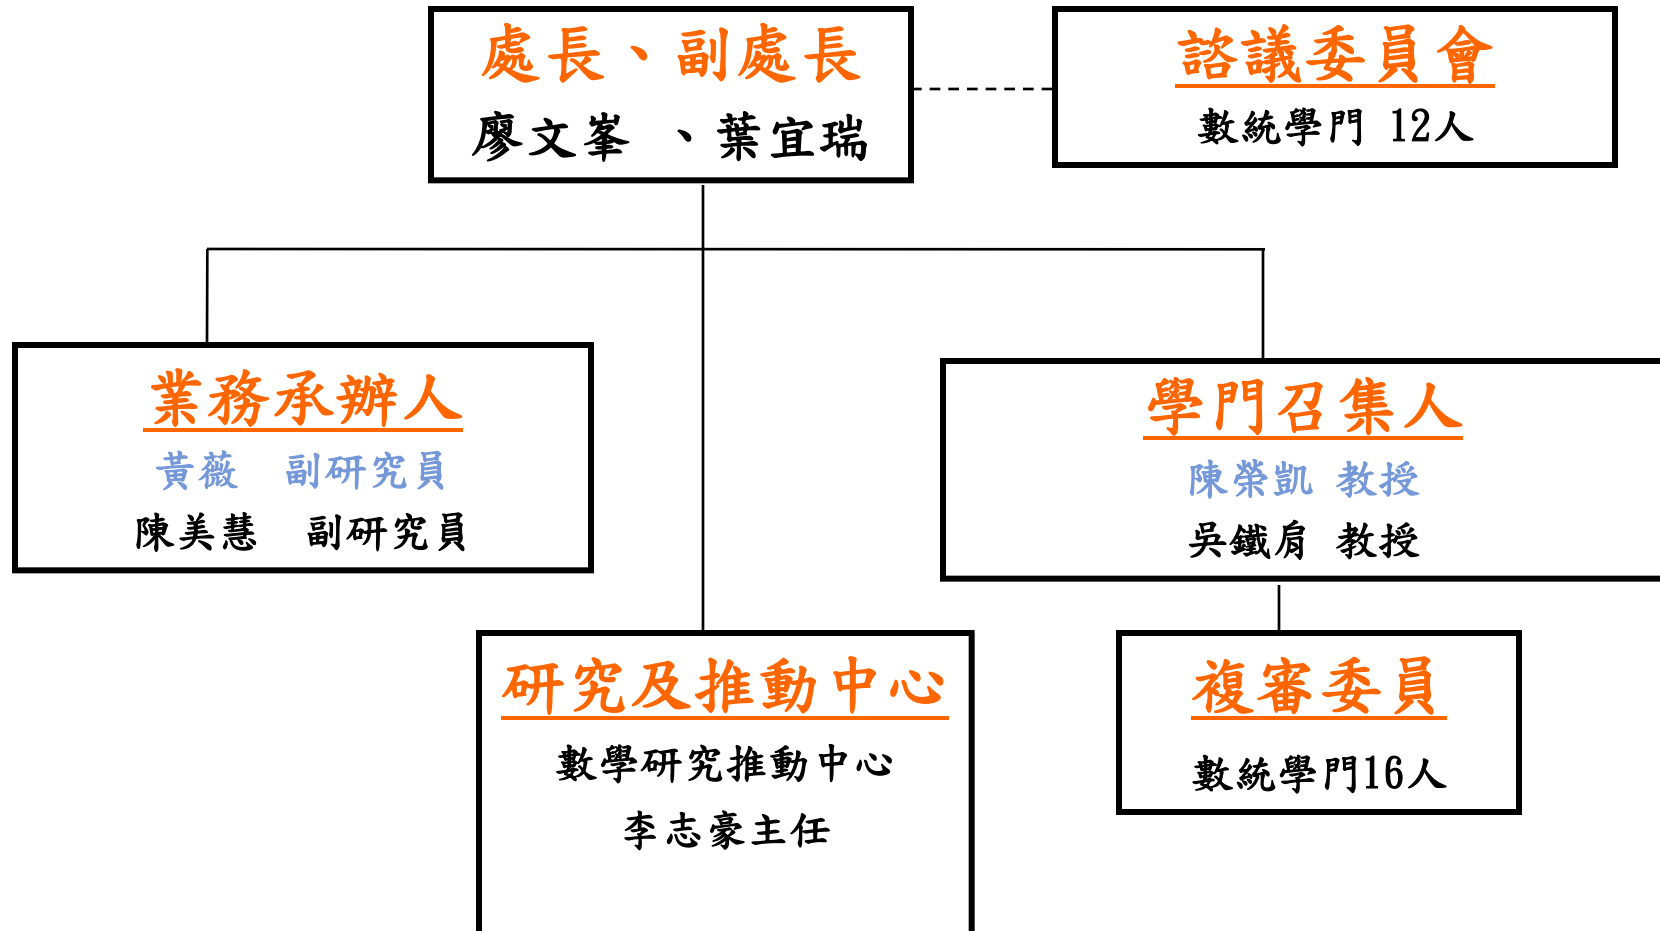 處長、副處長
廖文峯 、葉宜瑞
諮議委員會
數統學門 12人
業務承辦人
黃薇 副研究員
陳美慧 副研究員
學門召集人
陳榮凱 教授
吳鐵肩 教授
研究及推動中心
數學研究推動中心
李志豪主任
複審委員
數統學門16人